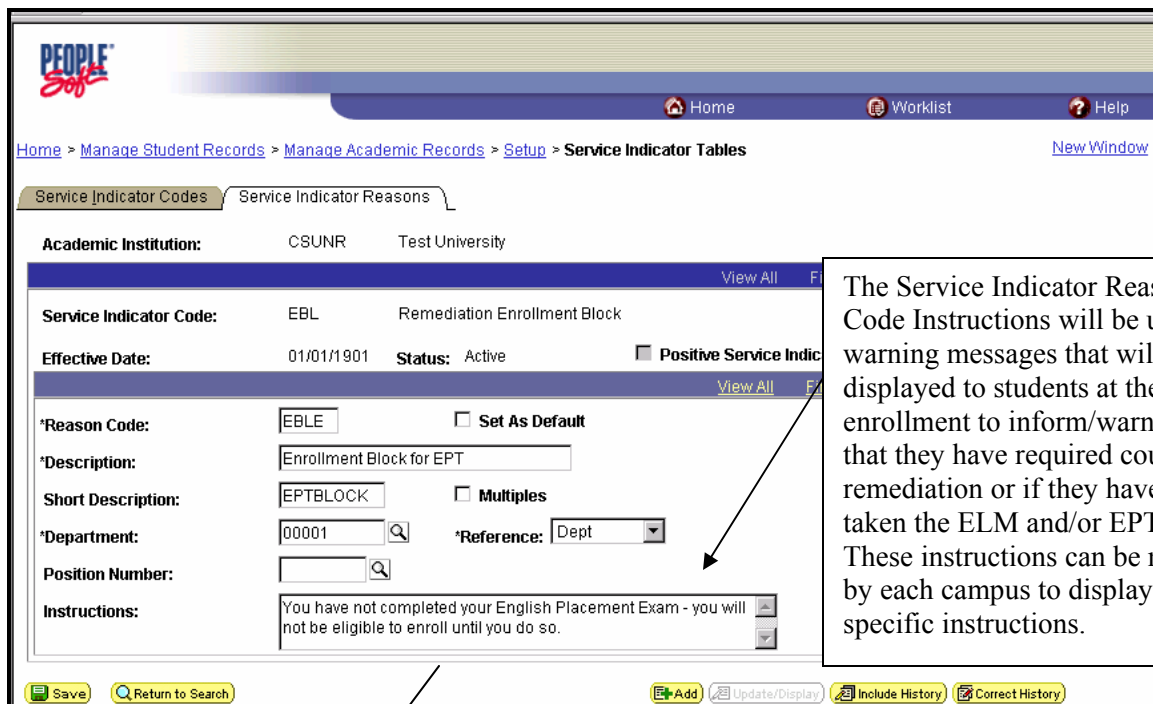 PEOPLE Soft
Home Worklist Help
Home > Manage Student Records > Manage Academic Records > Setup > Service Indicator Tables New Window
Service Indicator Codes Service Indicator Reasons
Academic Institution: CSUNR Test University
View All
Service Indicator Code: EBL Remediation Enrollment Block
Effective Date: 01/01/1901 Status: Active Positive Service Indic
View All
*Reason Code: EBLE Set As Default
*Description: Enrollment Block for EPT
Short Description: EPTBLOCK Multiples
*Department: 00001 *Reference: Dept
Position Number:
Instructions: You have not completed your English Placement Exam - you will
not be eligible to enroll until you do so.
The Service Indicator Reas
Code Instructions will be u
warning messages that wil
displayed to students at the
enrollment to inform/warn
that they have required cou
remediation or if they have
taken the ELM and/or EPT
These instructions can be
by each campus to display
specific instructions.
Save Return to Search Add Update/Display Include History Correct History